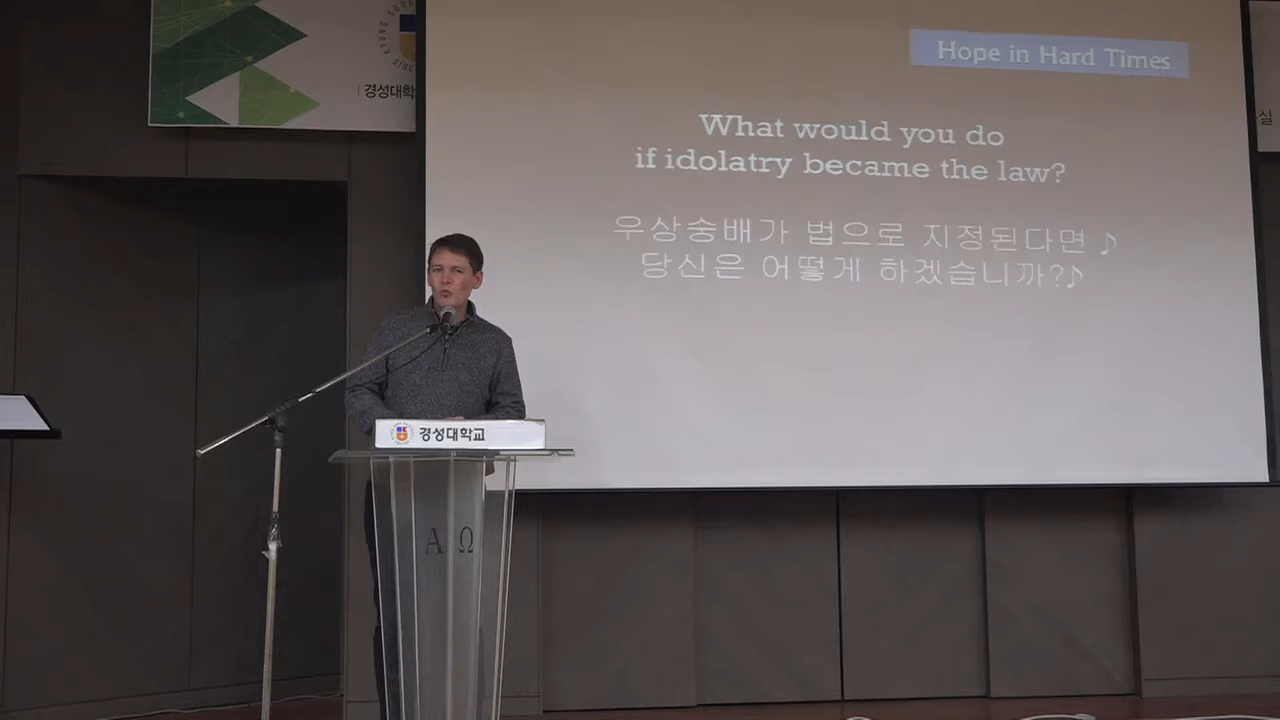 경성대학
Hope in Hard Times
What would you do
if idolatry became the law?
우상숭배가 법으로 지정된다면 ♪
당신은 어떻게 하겠습니까?♪
실
경성대학교
Α Ω